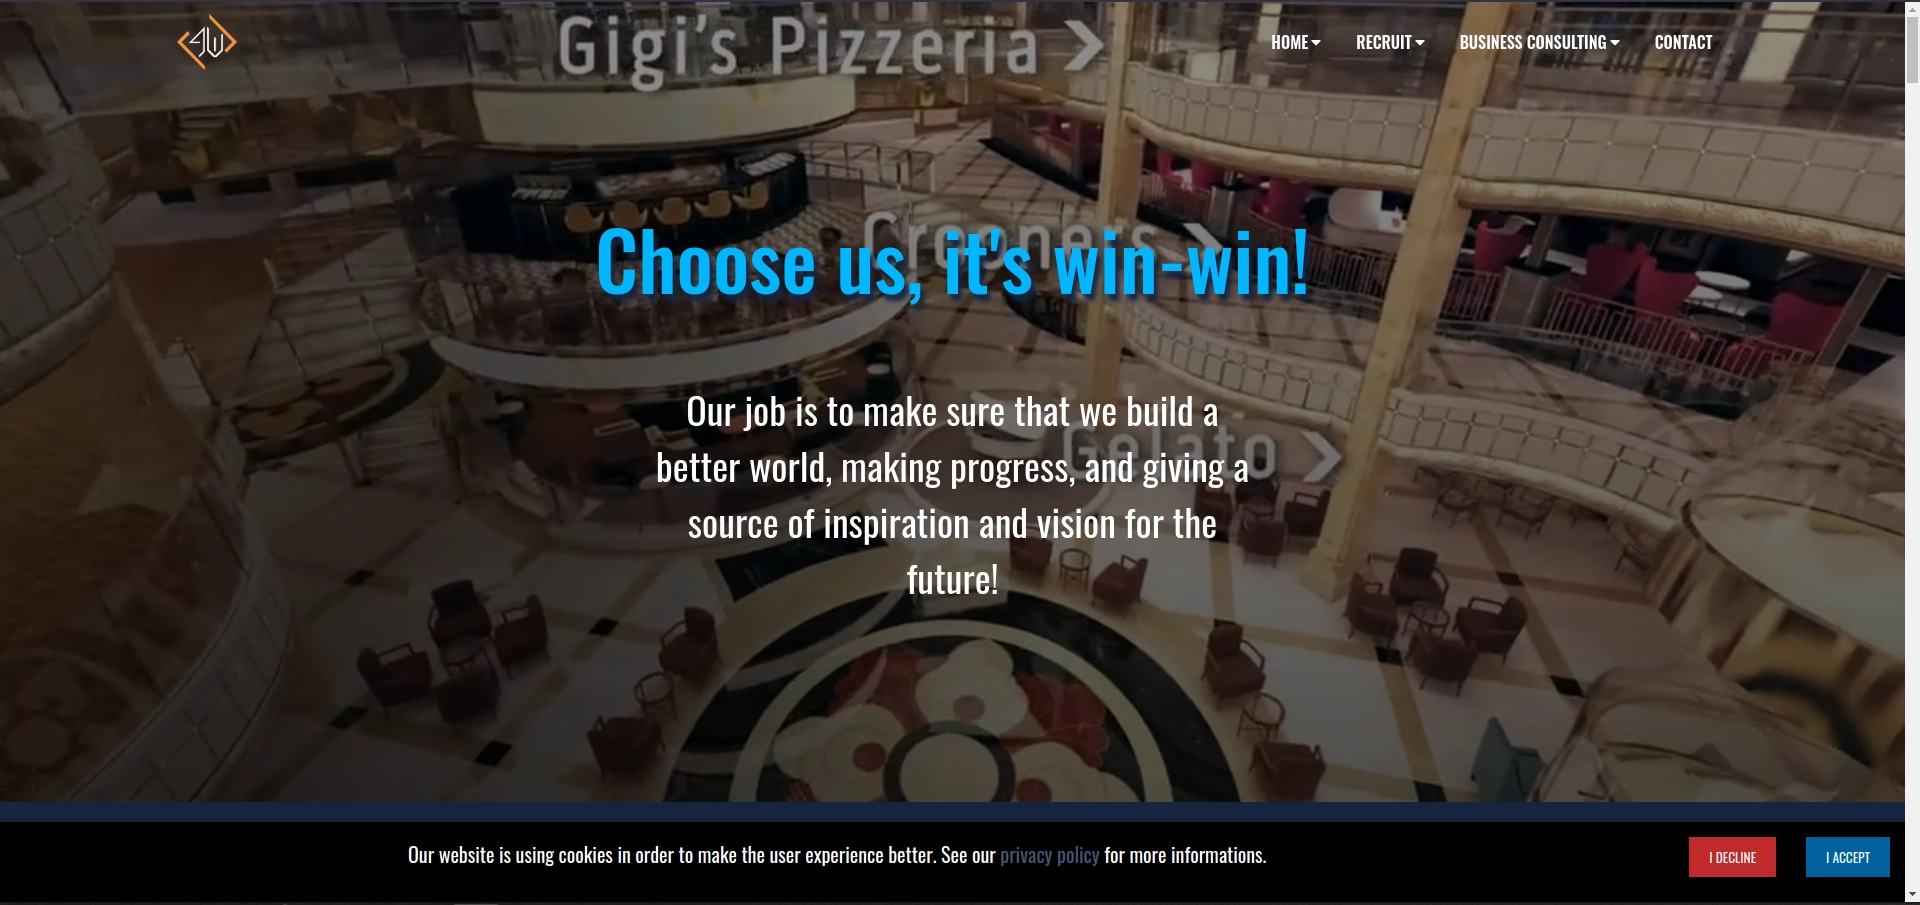 Gigi's Pizzeria
4W
HOME
RECRUIT
BUSINESS CONSULTING
CONTACT
Crooners
Choose us, it's win-win!
Our job is to make sure that we build a
better world, making progress, and giving a
Gelato
source of inspiration and vision for the
future!
Our website is using cookies in order to make the user experience better. See our privacy policy for more informations.
I DECLINE
I ACCEPT